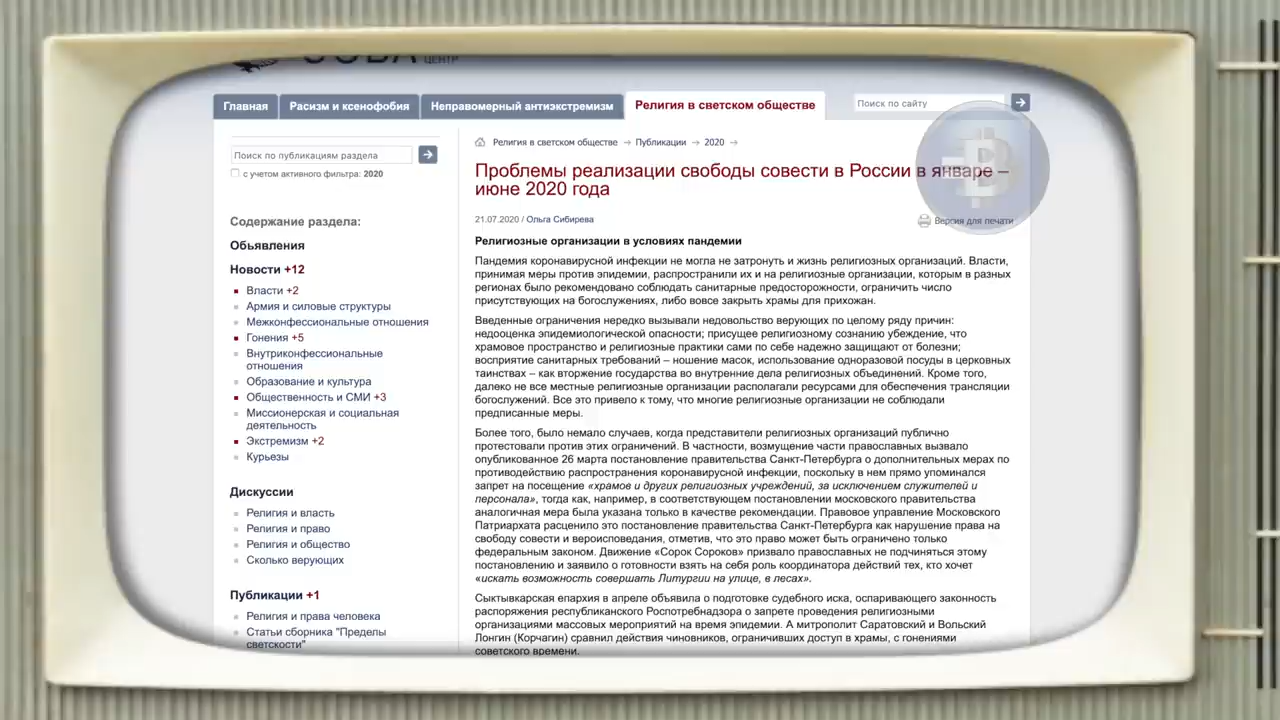 ЦЕНТР
Главная
Расизм и ксенофобия
Неправомерный антиэкстремизм
Религия в светском обществе
Поиск по сайту
Поиск по публикациям раздела
с учетом активного фильтра: 2020
Содержание раздела:
Объявления
Новости +12
Власти +2
Армия и силовые структуры
Межконфессиональные отношения
Гонения +5
Внутриконфессиональные
отношения
Образование и культура
Общественность и СМИ +3
Миссионерская и социальная
деятельность
Экстремизм +2
Курьезы
Дискуссии
Религия и власть
Религия и право
Религия и общество
Сколько верующих
Публикации +1
Религия и права человека
Статьи сборника "Пределы
светскости"
Религия в светском обществе → Публикации → 2020 →
Проблемы реализации свободы совести в России в январе –
июне 2020 года
21.07.2020 / Ольга Сибирева
Версия для печати
Религиозные организации в условиях пандемии
Пандемия коронавирусной инфекции не могла не затронуть и жизнь религиозных организаций. Власти,
принимая меры против эпидемии, распространили их и на религиозные организации, которым в разных
регионах было рекомендовано соблюдать санитарные предосторожности, ограничить число
присутствующих на богослужениях, либо вовсе закрыть храмы для прихожан.
Введенные ограничения нередко вызывали недовольство верующих по целому ряду причин:
недооценка эпидемиологической опасности; присущее религиозному сознанию убеждение, что
храмовое пространство и религиозные практики сами по себе надежно защищают от болезни;
восприятие санитарных требований – ношение масок, использование одноразовой посуды в церковных
таинствах – как вторжение государства во внутренние дела религиозных объединений. Кроме того,
далеко не все местные религиозные организации располагали ресурсами для обеспечения трансляции
богослужений. Все это привело к тому, что многие религиозные организации не соблюдали
предписанные меры.
Более того, было немало случаев, когда представители религиозных организаций публично
протестовали против этих ограничений. В частности, возмущение части православных вызвало
опубликованное 26 марта постановление правительства Санкт-Петербурга о дополнительных мерах по
противодействию распространения коронавирусной инфекции, поскольку в нем прямо упоминался
запрет на посещение «храмов и других религиозных учреждений, за исключением служителей и
персонала», тогда как, например, в соответствующем постановлении московского правительства
аналогичная мера была указана только в качестве рекомендации. Правовое управление Московского
Патриархата расценило это постановление правительства Санкт-Петербурга как нарушение права на
свободу совести и вероисповедания, отметив, что это право может быть ограничено только
федеральным законом. Движение «Сорок Сороков» призвало православных не подчиняться этому
постановлению и заявило о готовности взять на себя роль координатора действий тех, кто хочет
«искать возможность совершать Литургии на улице, в лесах».
Сыктывкарская епархия в апреле объявила о подготовке судебного иска, оспаривающего законность
распоряжения республиканского Роспотребнадзора о запрете проведения религиозными
организациями массовых мероприятий на время эпидемии. А митрополит Саратовский и Вольский
Лонгин (Корчагин) сравнил действия чиновников, ограничивших доступ в храмы, с гонениями
советского времени.